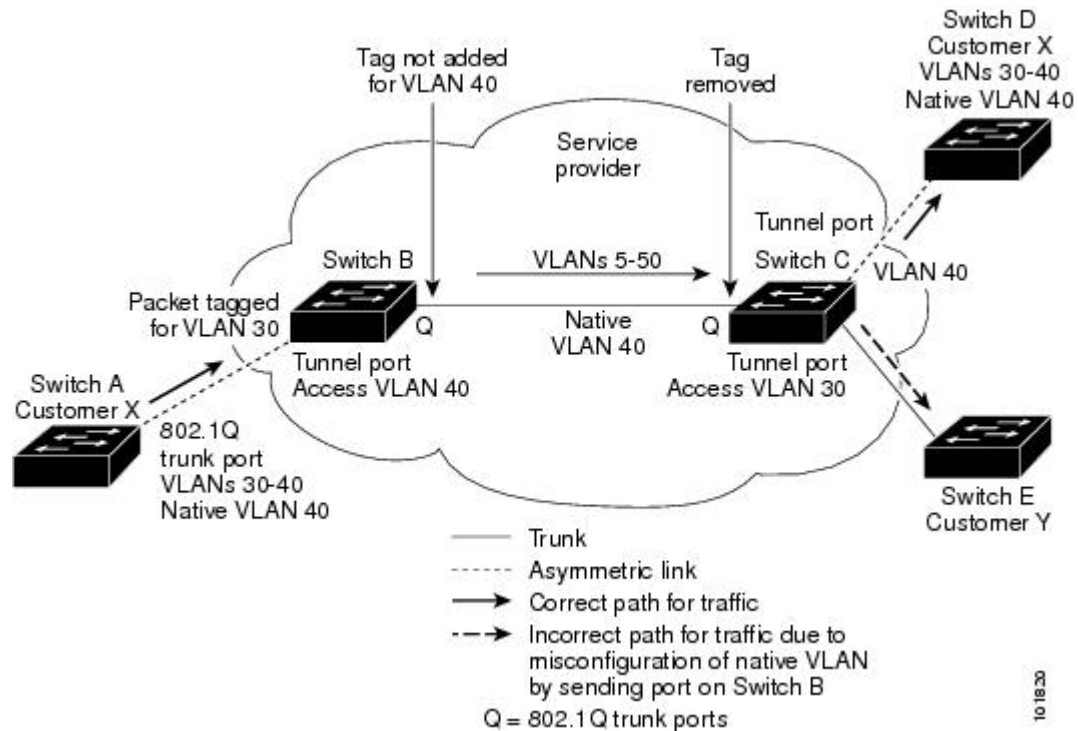 Tag not added
for VLAN 40
Tag
removed
Switch D
Customer X
VLANs 30-40
Native VLAN 40
Service
provider
Tunnel port
Switch B
VLANs 5-50
Switch C
VLAN 40
Packet tagged
for VLAN 30
Q
Native
VLAN 40
Q
Tunnel port
Access VLAN 40
Tunnel port
Access VLAN 30
Switch A
Customer X
802.1Q
trunk port
VLANs 30-40
Native VLAN 40
Switch E
Customer Y
Trunk
Asymmetric link
Correct path for traffic
Incorrect path for traffic due to
misconfiguration of native VLAN
by sending port on Switch B
Q = 802.1Q trunk ports
101820